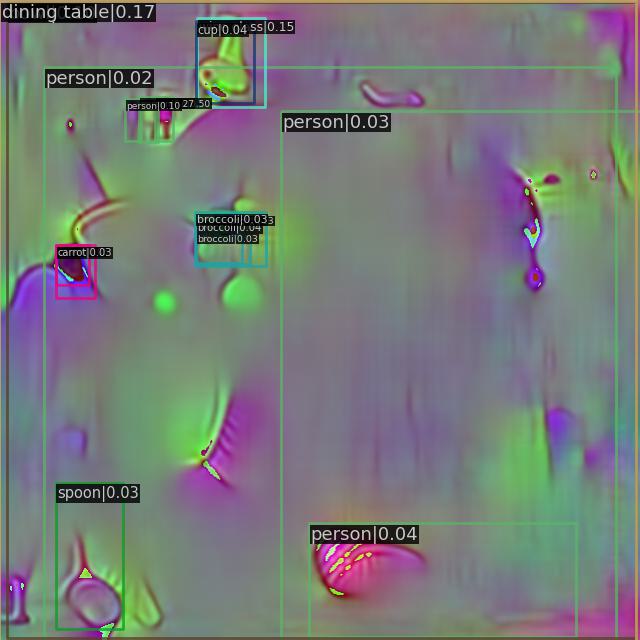 dining table|0.17
ss|0.15
cup|0.04
person|0.02
person|0.10
27.50
person|0.03
broccoli|0.03
broccoli|0.04
broccoli|0.03
carrot|0.03
spoon|0.03
person|0.04